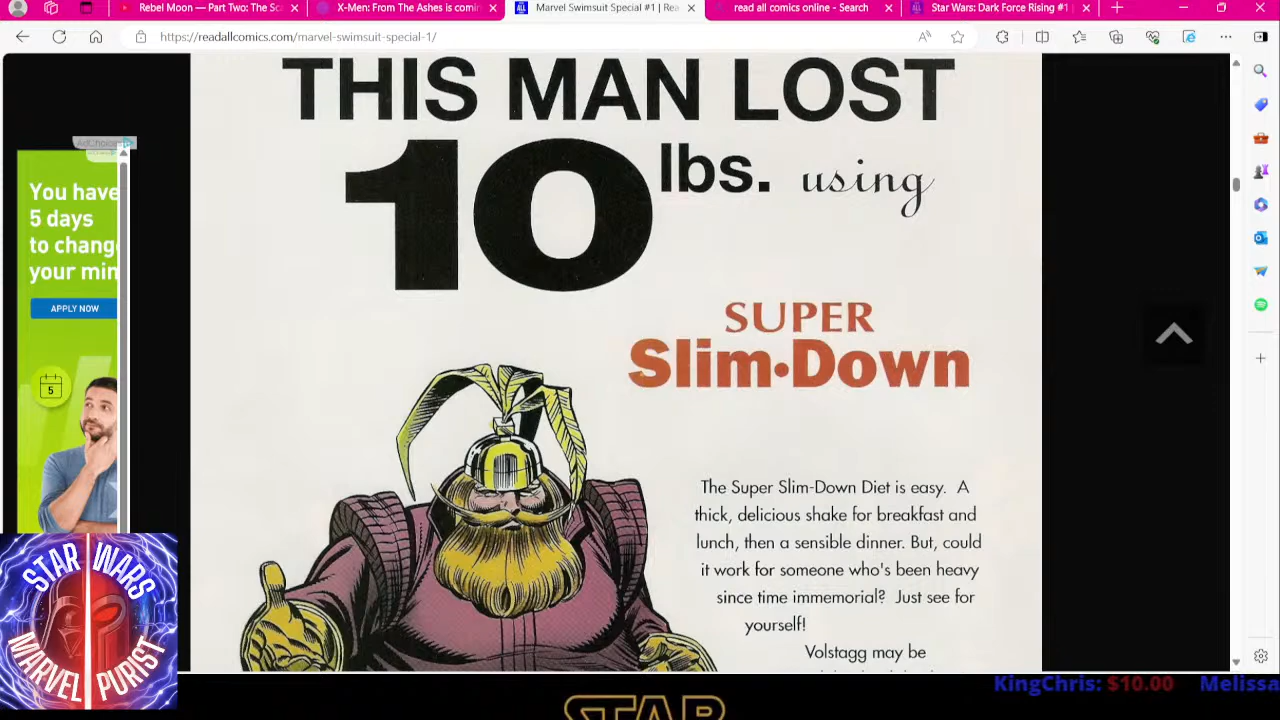 Rebel Moon — Part Two: The Sc
X-Men: From The Ashes is comin
Marvel Swimsuit Special #1 | Rea
read all comics online - Search
Star Wars: Dark Force Rising #1 |
https://readallcomics.com/marvel-swimsuit-special-1/
THIS MAN LOST
10 lbs. using
SUPER
Slim•Down
The Super Slim-Down Diet is easy. A
thick, delicious shake for breakfast and
lunch, then a sensible dinner. But, could
it work for someone who's been heavy
since time immemorial? Just see for
yourself!
Volstagg may be
AdChoices
You have
5 days
to chang
your min
APPLY NOW
5
STAR WARS
MARVEL PURIST
KingChris: $10.00 Melissa
STAR